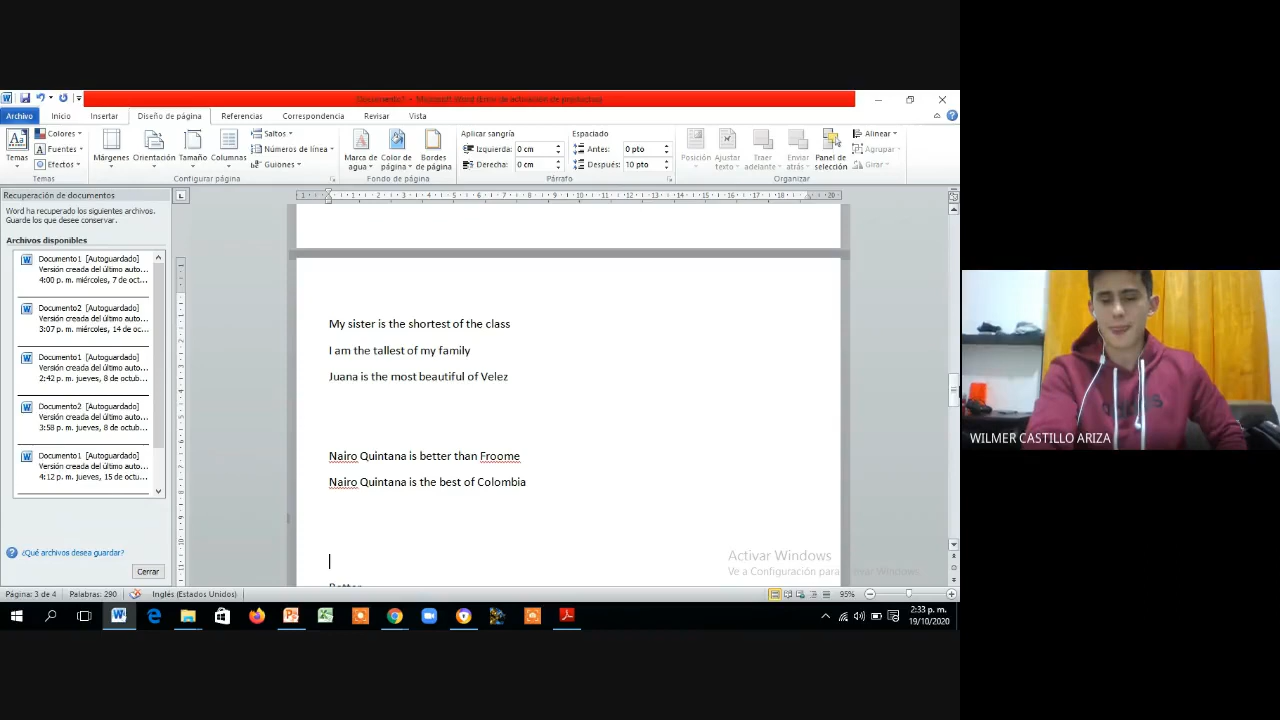 Documento7 - Microsoft Word (Error de activación de productos)
Archivo Inicio Insertar Diseño de página Referencias Correspondencia Revisar Vista
Temas
Colores
Fuentes
Efectos
Temas
Márgenes Orientación Tamaño Columnas
Saltos
Números de línea
Guiones
Configurar página
Marca de agua Color de página Bordes de página
Fondo de página
Aplicar sangría
Izquierda: 0 cm
Derecha: 0 cm
Espaciado
Antes: 0 pto
Después: 10 pto
Párrafo
Posición Ajustar texto Traer adelante Enviar atrás Panel de selección
Alinear
Agrupar
Girar
Organizar
Recuperación de documentos
Word ha recuperado los siguientes archivos.
Guarde los que desee conservar.
Archivos disponibles
Documento1 [Autoguardado]
Versión creada del último auto...
4:00 p. m. miércoles, 7 de oct...
Documento2 [Autoguardado]
Versión creada del último auto...
3:07 p. m. miércoles, 14 de oc...
Documento1 [Autoguardado]
Versión creada del último auto...
2:42 p. m. jueves, 8 de octub...
Documento2 [Autoguardado]
Versión creada del último auto...
3:58 p. m. jueves, 8 de octub...
Documento1 [Autoguardado]
Versión creada del último auto...
4:12 p. m. jueves, 15 de octu...
¿Qué archivos desea guardar?
Cerrar
My sister is the shortest of the class
I am the tallest of my family
Juana is the most beautiful of Velez
Nairo Quintana is better than Froome
Nairo Quintana is the best of Colombia
Better
Activar Windows
Ve a Configuración para activar Windows.
WILMER CASTILLO ARIZA
Página: 3 de 4 Palabras: 290 Inglés (Estados Unidos) 95%
2:33 p. m.
19/10/2020